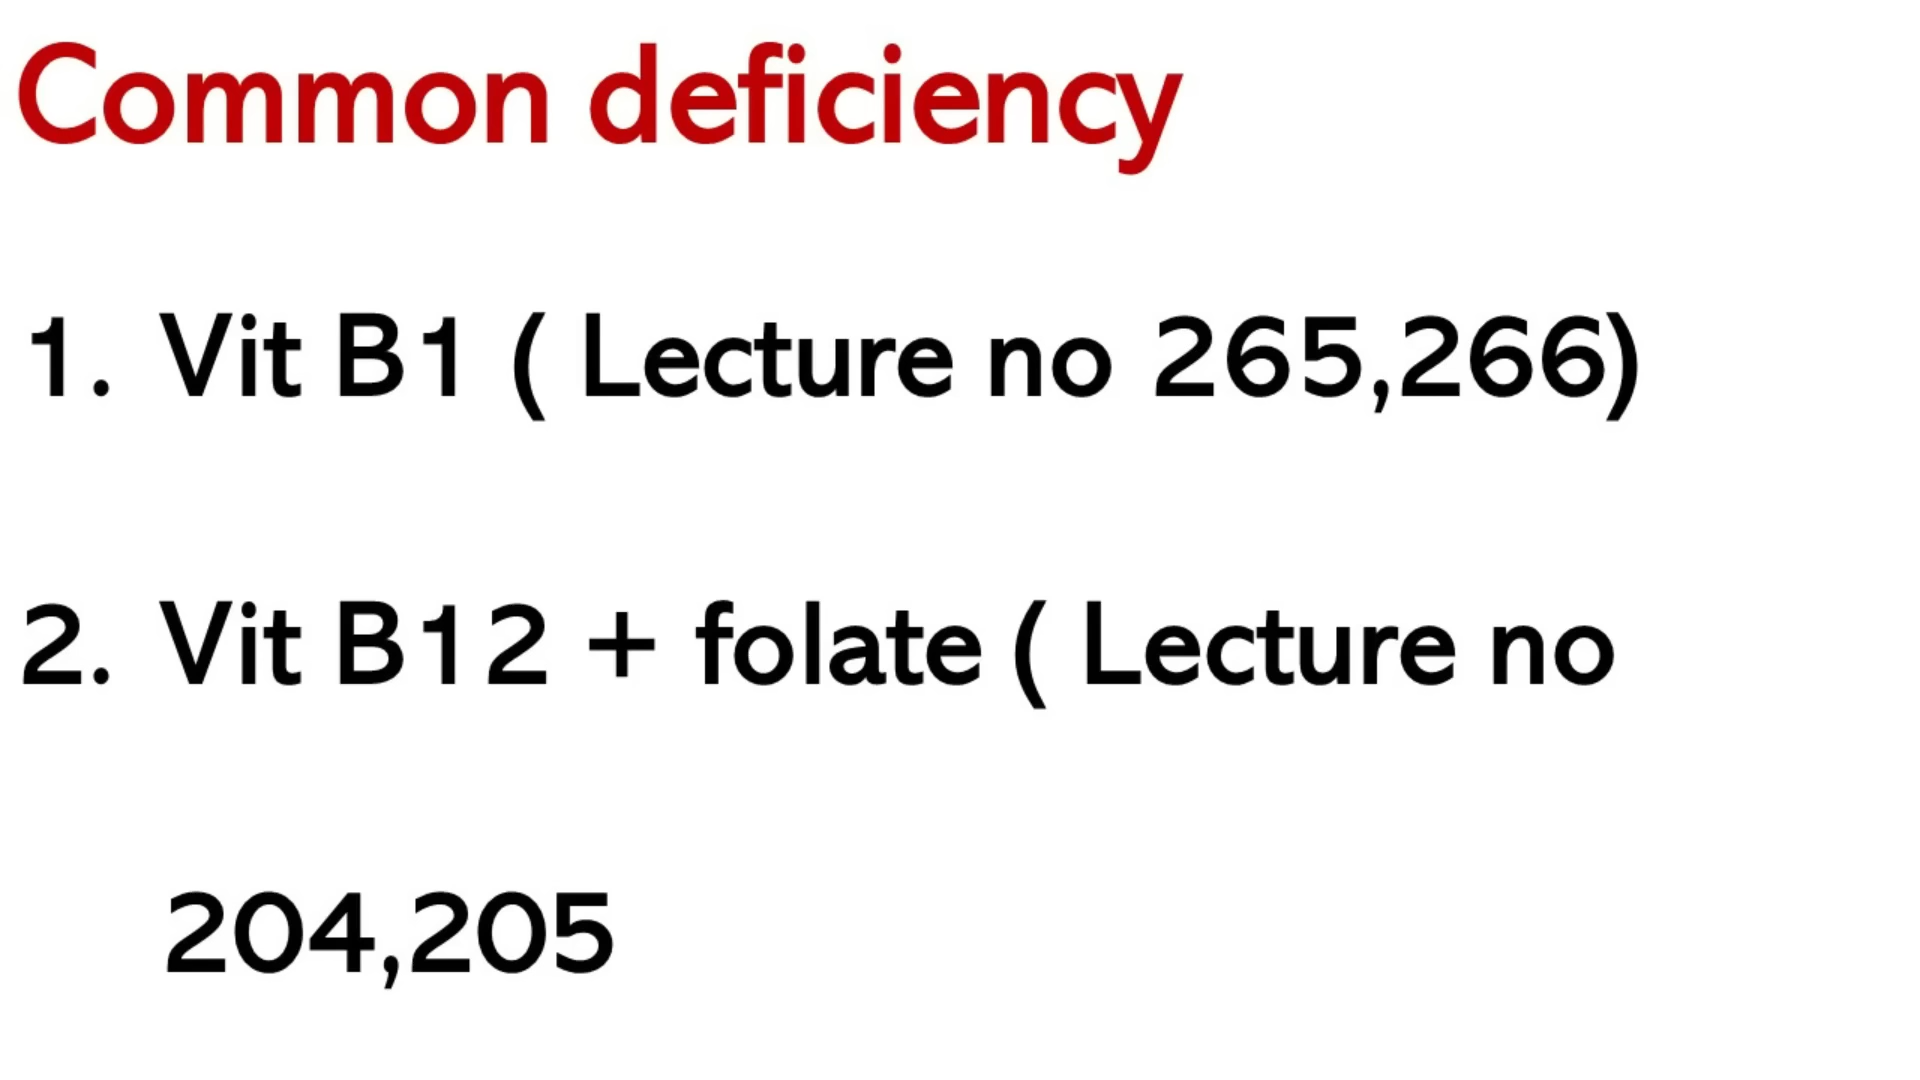 Common deficiency
1. Vit B1 ( Lecture no 265,266)
2. Vit B12 + folate ( Lecture no
204,205